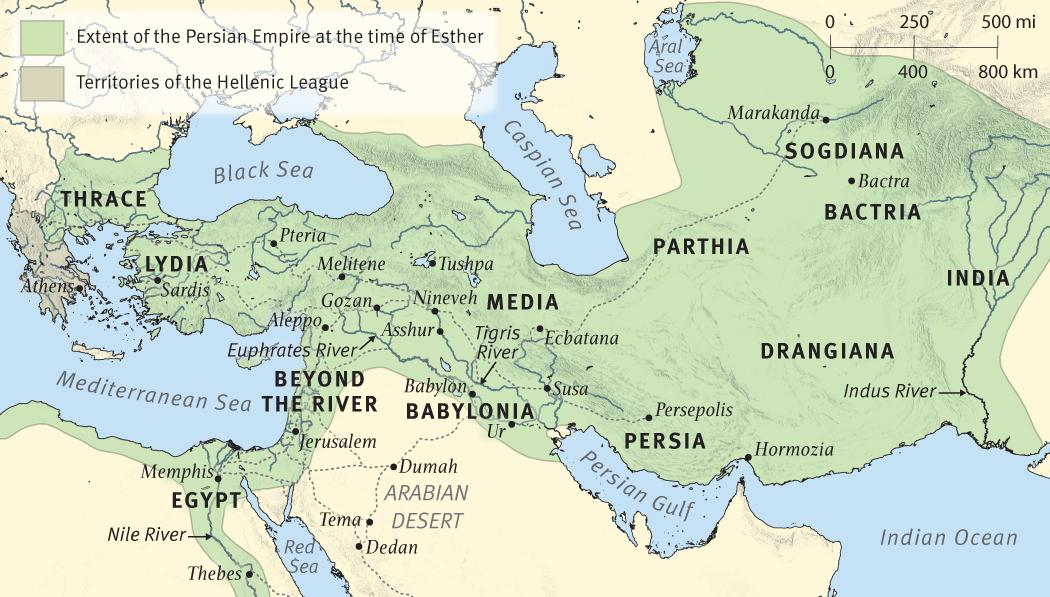 Extent of the Persian Empire at the time of Esther
Territories of the Hellenic League
0 250 500 mi
0 400 800 km
Aral
Sea
Marakanda
SOGDIANA
Bactra
BACTRIA
Caspian Sea
Black Sea
THRACE
PARTHIA
Pteria
LYDIA
Melitene
Tushpa
INDIA
Athens
Sardis
Gozan
Nineveh
MEDIA
Aleppo
Asshur
Tigris
River
Ecbatana
Euphrates River
DRANGIANA
Mediterranean Sea
BEYOND
THE RIVER
Babylon
Susa
Indus River
BABYLONIA
Persepolis
Ur
Jerusalem
PERSIA
Hormozia
Memphis
Dumah
Persian Gulf
EGYPT
ARABIAN
DESERT
Nile River
Tema
Red
Sea
Dedan
Indian Ocean
Thebes